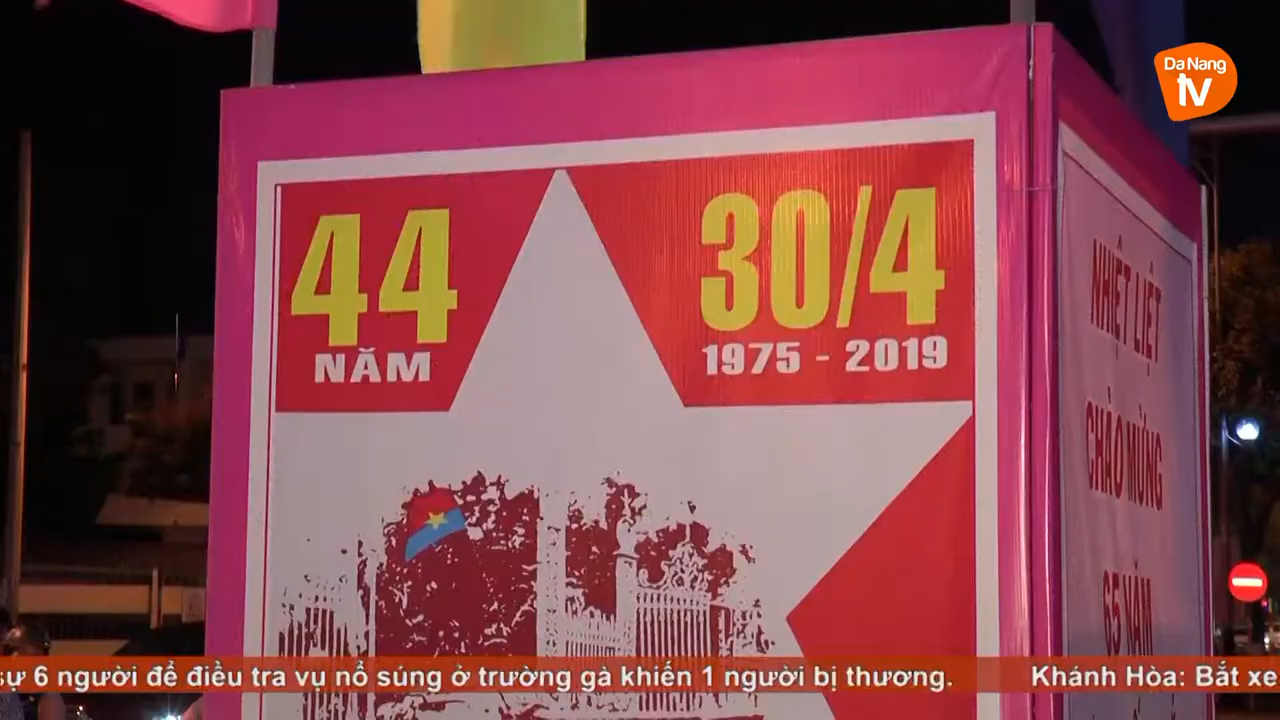 Da Nang
tv
44
NĂM
30/4
1975 - 2019
NHIỆT LIỆT
CHÀO MỪNG
65 NĂM
sự 6 người để điều tra vụ nổ súng ở trường gà khiến 1 người bị thương.
Khánh Hòa: Bắt xe